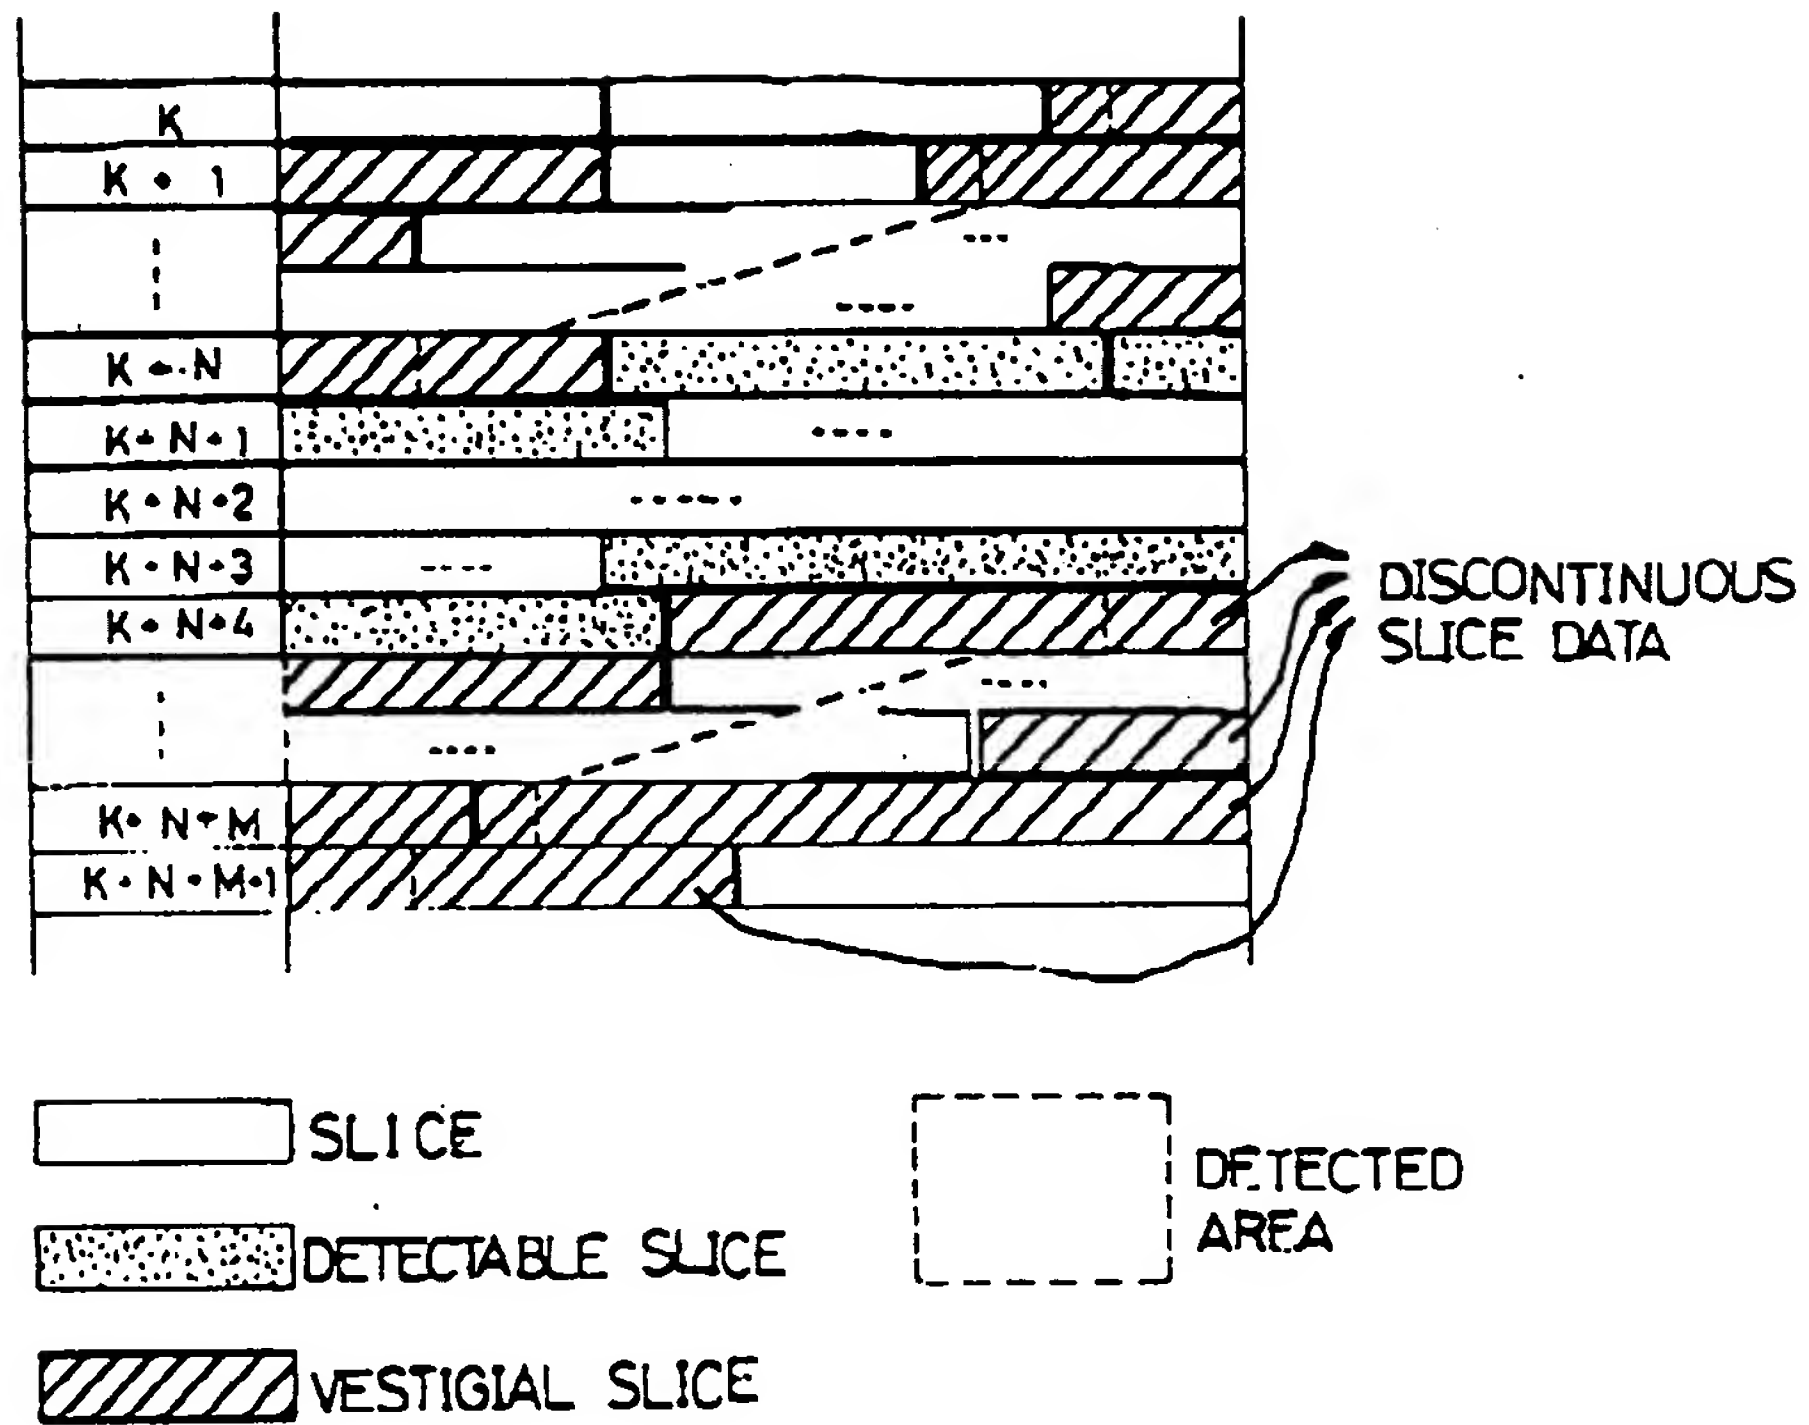 K
K + 1
K + N
K + N + 1
K + N + 2
K + N + 3
K + N + 4
K + N + M
K + N + M + 1
DISCONTINUOUS
SLICE DATA
SLICE
DETECTABLE SLICE
VESTIGIAL SLICE
DETECTED
AREA